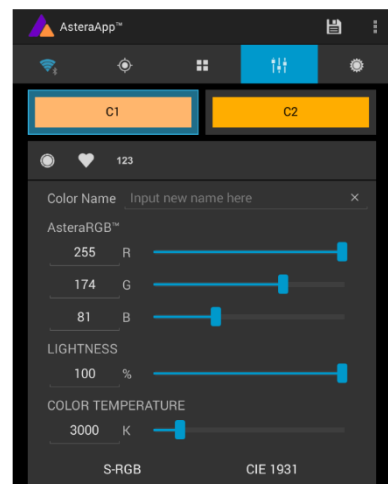 AsteraApp™
C1 C2
123
Color Name Input new name here ×
AsteraRGB™
255 R
174 G
81 B
LIGHTNESS
100 %
COLOR TEMPERATURE
3000 K
S-RGB CIE 1931